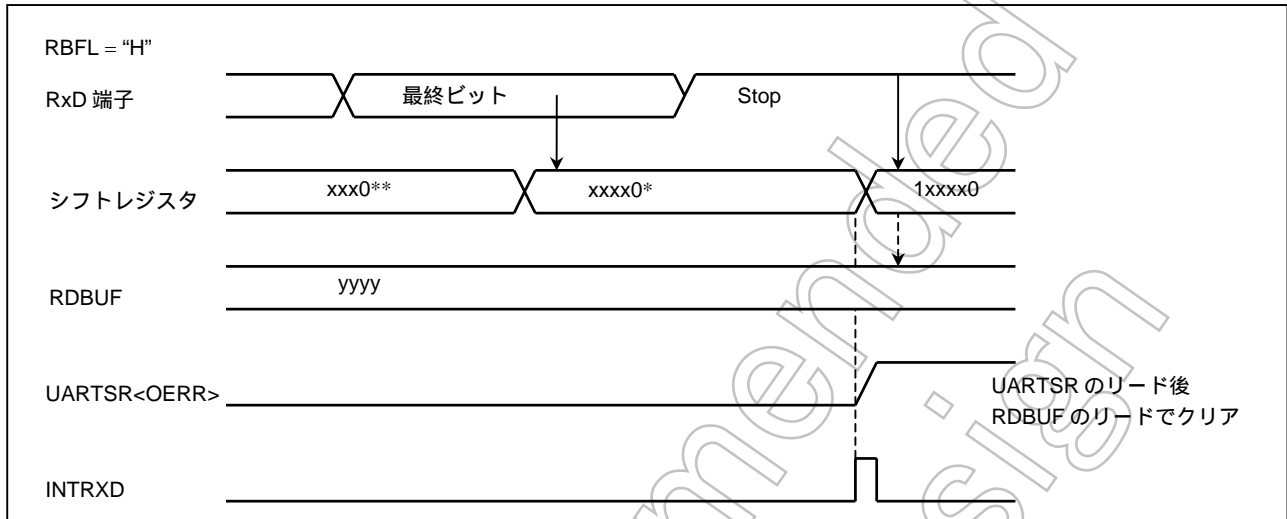 RBFL = “H”
RxD 端子 最終ビット Stop
シフトレジスタ xxx0** xxxx0* 1xxxx0
RDBUF yyyy
UARTSR<OERR> UARTSR のリード後
RDBUF のリードでクリア
INTRXD
mended
sign